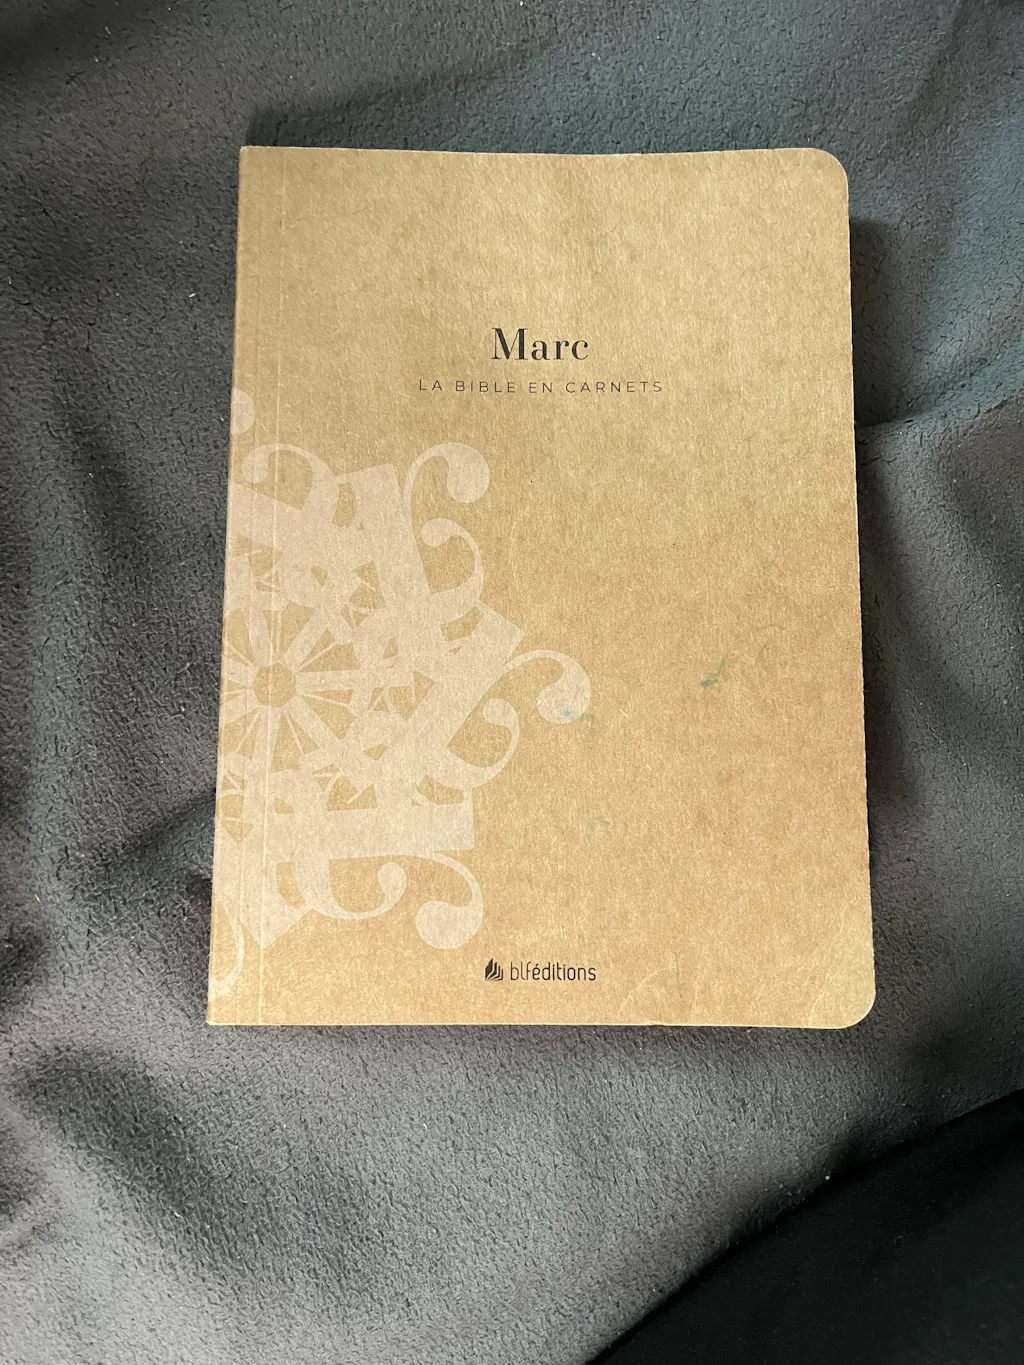 Marc
LA BIBLE EN CARNETS
blféditions